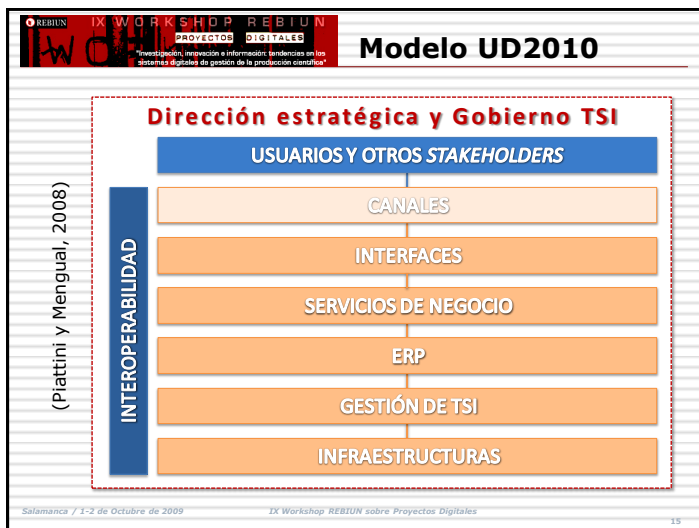 REBIUN
IX WORKSHOP REBIUN
PROYECTOS DIGITALES
"Investigación, innovación e información: tendencias en los
sistemas digitales de gestión de la producción científica"
Modelo UD2010
Dirección estratégica y Gobierno TSI
USUARIOS Y OTROS STAKEHOLDERS
CANALES
INTERFACES
SERVICIOS DE NEGOCIO
ERP
GESTIÓN DE TSI
INFRAESTRUCTURAS
INTEROPERABILIDAD
(Piattini y Mengual, 2008)
Salamanca / 1-2 de Octubre de 2009
IX Workshop REBIUN sobre Proyectos Digitales
15